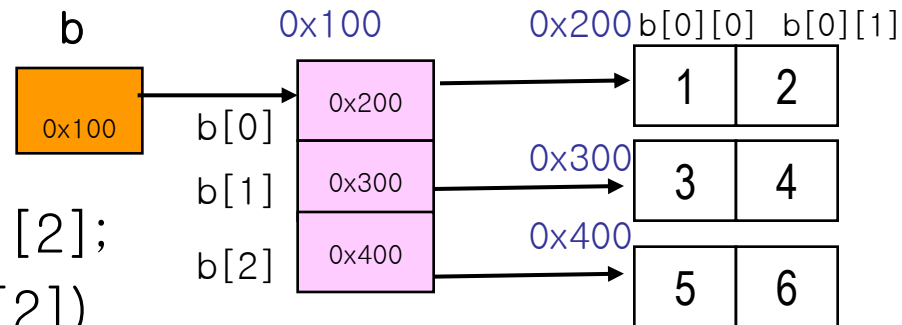 b 0x100 0x200 b[0][0] b[0][1]
0x100 b[0] 0x200 1 2
b[1] 0x300 0x300 3 4
[2]; b[2] 0x400 0x400 5 6
[2])